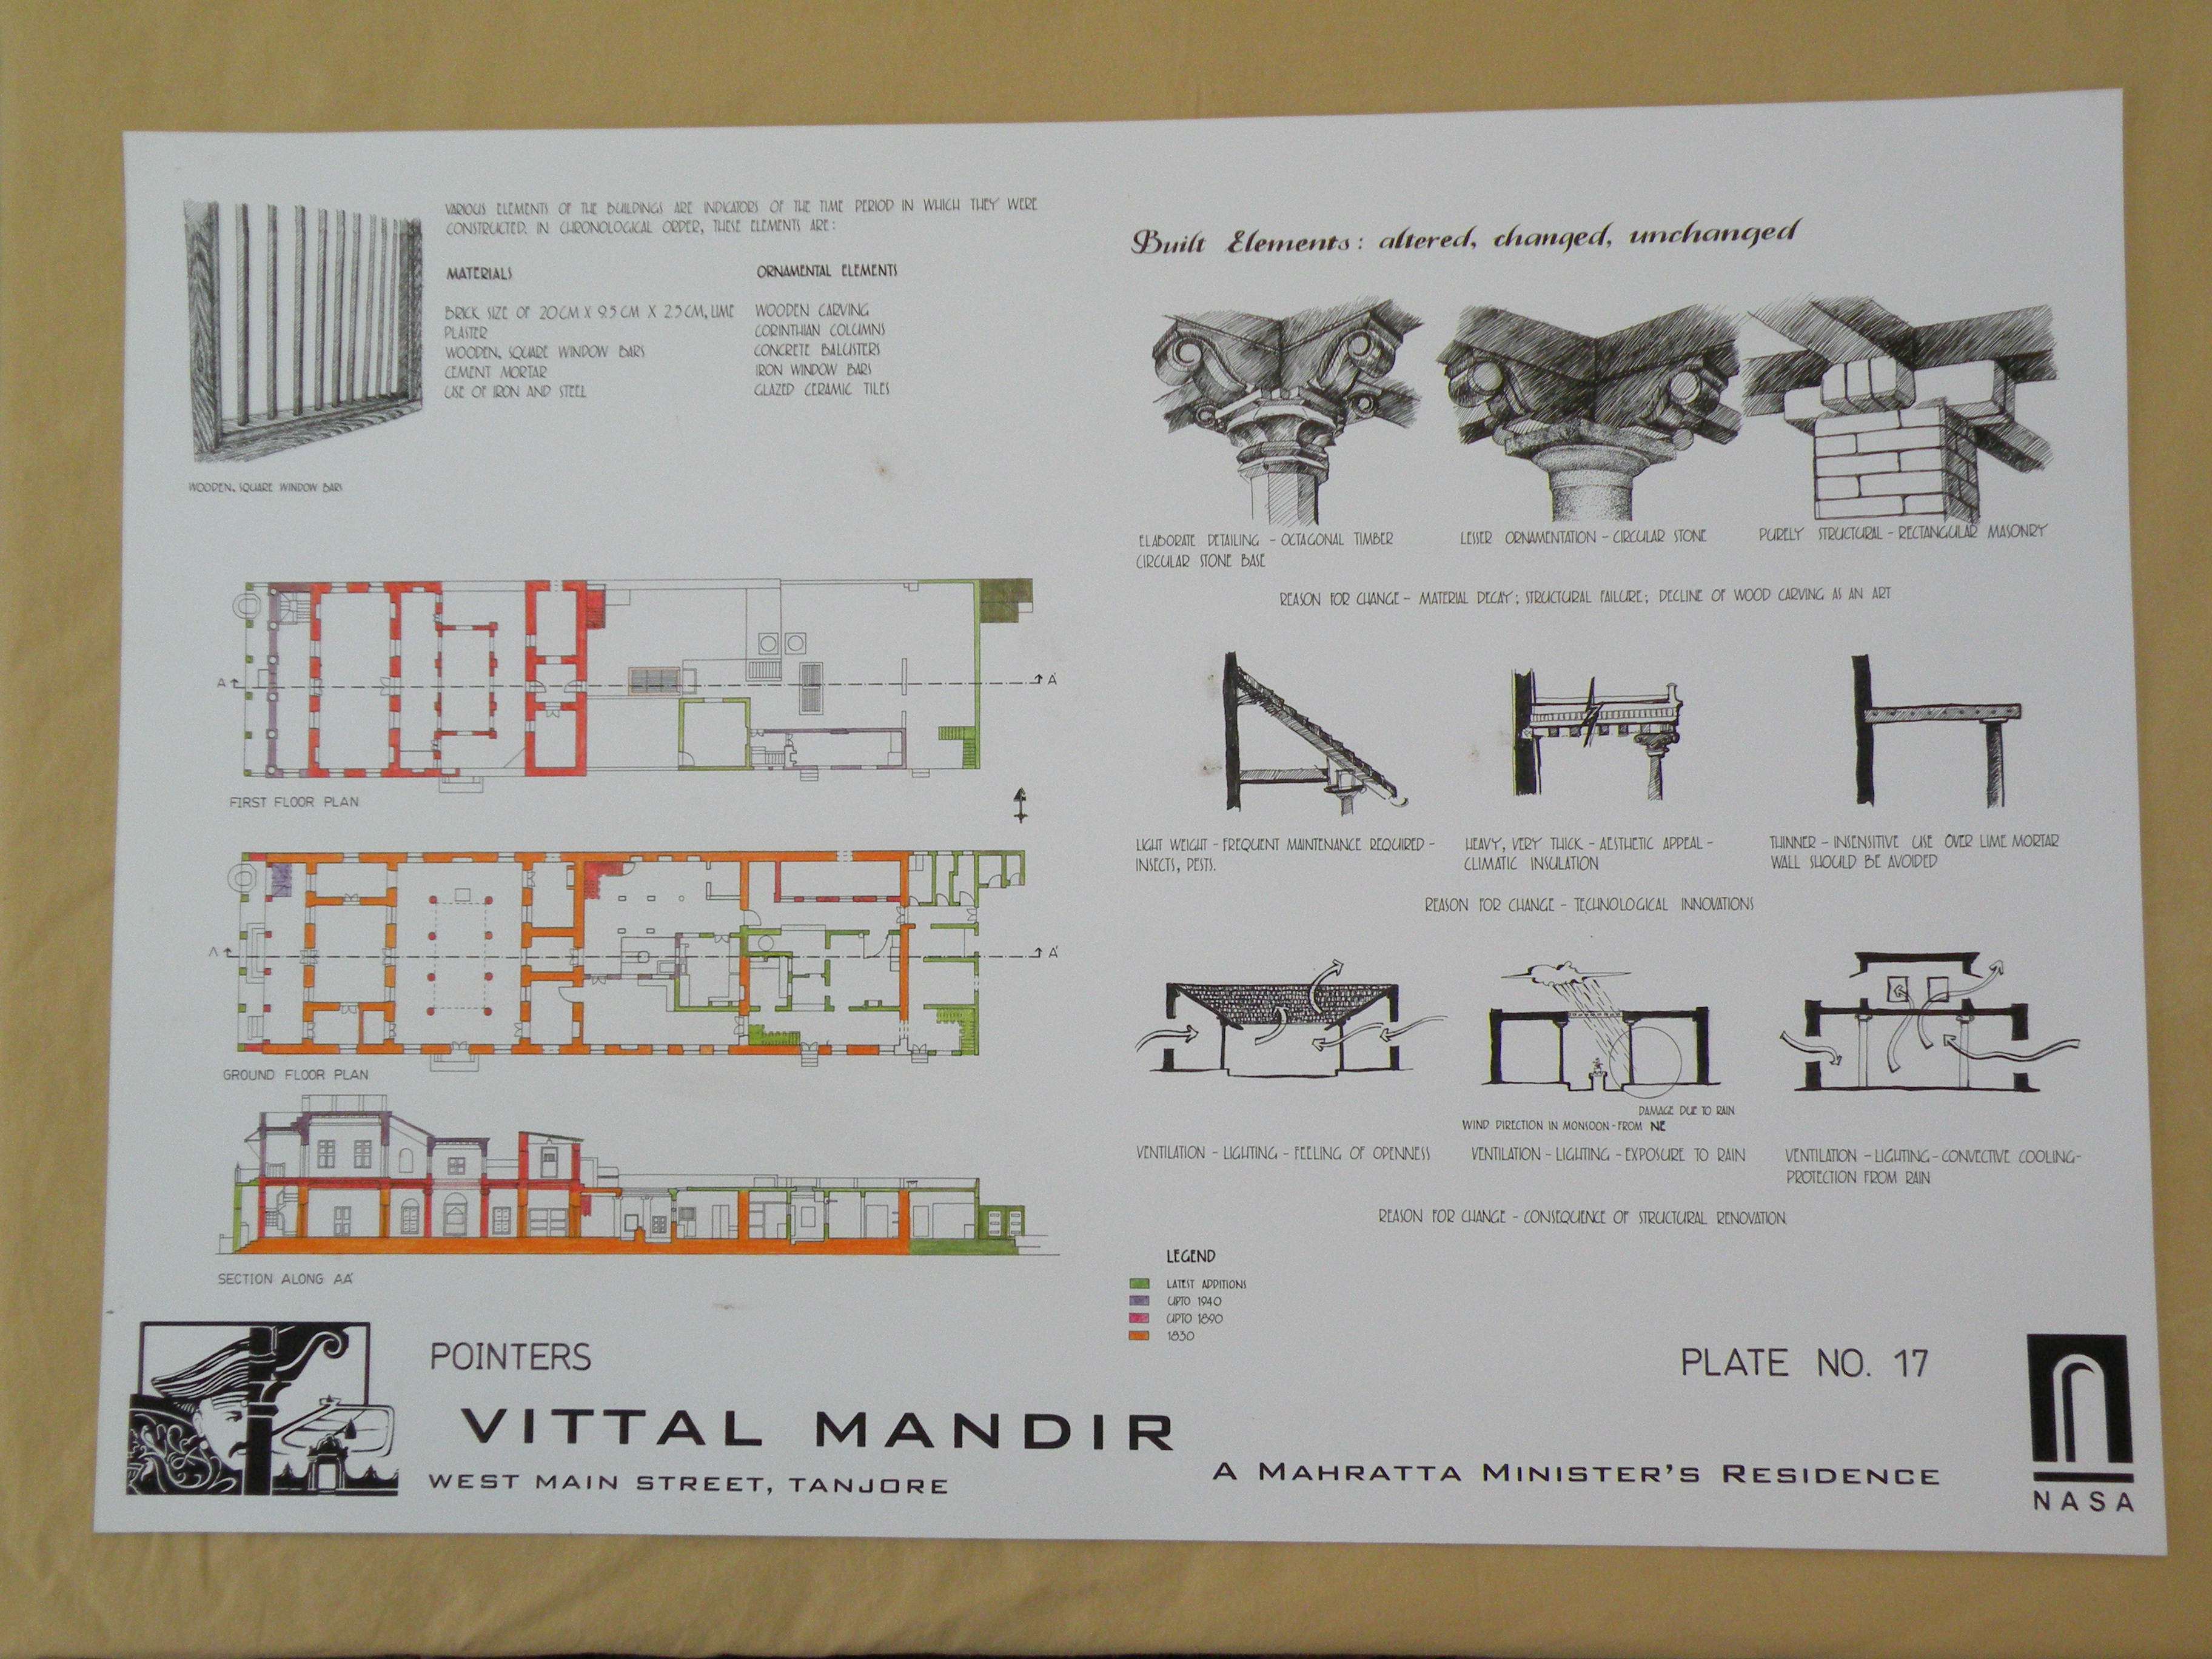 VARIOUS ELEMENTS OF THE BUILDINGS ARE INDICATORS OF THE TIME PERIOD IN WHICH THEY WERE
CONSTRUCTED. IN CHRONOLOGICAL ORDER, THESE ELEMENTS ARE:
MATERIALS
BRICK SIZE OF 20CM X 9.5CM X 2.5CM, LIME
PLASTER
WOODEN, SQUARE WINDOW BARS
CEMENT MORTAR
USE OF IRON AND STEEL
ORNAMENTAL ELEMENTS
WOODEN CARVING
CORINTHIAN COLUMNS
CONCRETE BALUSTERS
IRON WINDOW BARS
GLAZED CERAMIC TILES
WOODEN, SQUARE WINDOW BARS
A
A'
FIRST FLOOR PLAN
A
A'
GROUND FLOOR PLAN
SECTION ALONG AA'
Built Elements: altered, changed, unchanged
ELABORATE DETAILING - OCTAGONAL TIMBER
CIRCULAR STONE BASE
LESSER ORNAMENTATION - CIRCULAR STONE
PURELY STRUCTURAL - RECTANGULAR MASONRY
REASON FOR CHANGE - MATERIAL DECAY; STRUCTURAL FAILURE; DECLINE OF WOOD CARVING AS AN ART
LIGHT WEIGHT - FREQUENT MAINTENANCE REQUIRED -
INSECTS, PESTS.
HEAVY, VERY THICK - AESTHETIC APPEAL -
CLIMATIC INSULATION
THINNER - INSENSITIVE USE OVER LIME MORTAR
WALL SHOULD BE AVOIDED
REASON FOR CHANGE - TECHNOLOGICAL INNOVATIONS
DAMAGE DUE TO RAIN
WIND DIRECTION IN MONSOON - FROM NE
VENTILATION - LIGHTING - FEELING OF OPENNESS
VENTILATION - LIGHTING - EXPOSURE TO RAIN
VENTILATION - LIGHTING - CONVECTIVE COOLING -
PROTECTION FROM RAIN
REASON FOR CHANGE - CONSEQUENCE OF STRUCTURAL RENOVATION.
LEGEND
LATEST ADDITIONS
UPTO 1940
UPTO 1890
1830
POINTERS
VITTAL MANDIR
WEST MAIN STREET, TANJORE
A MAHRATTA MINISTER'S RESIDENCE
PLATE NO. 17
NASA